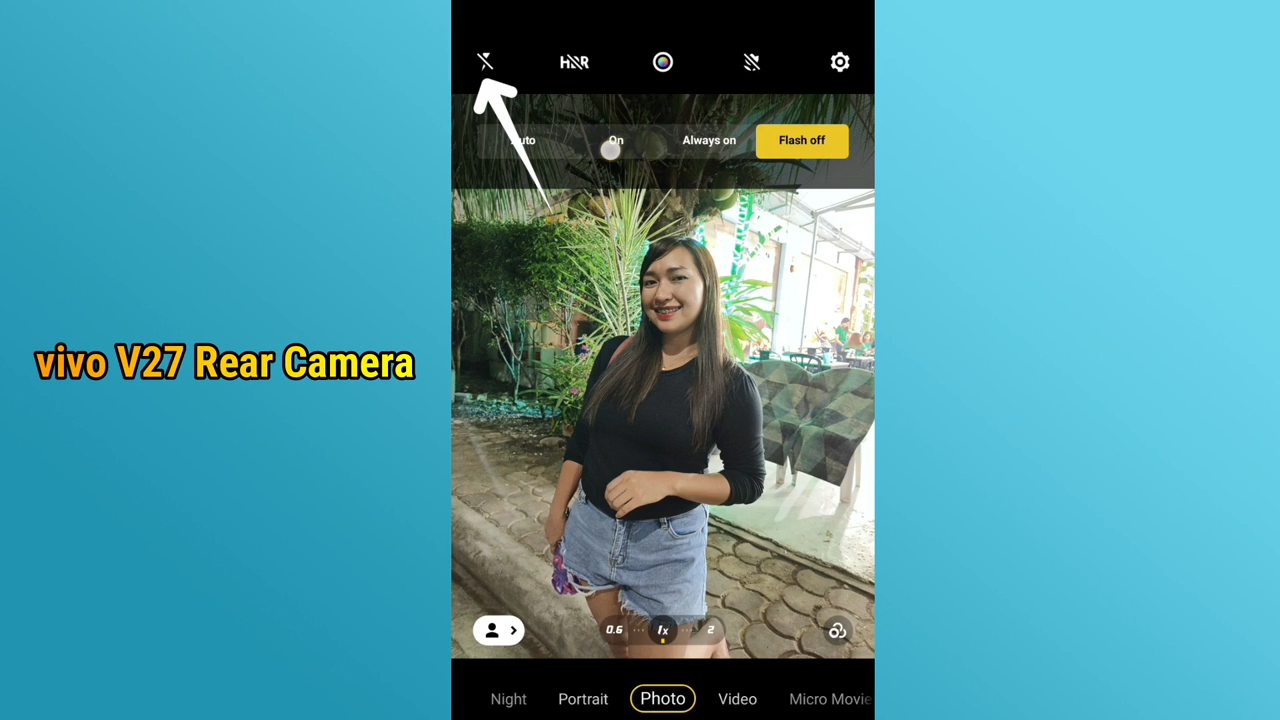 HDR
Auto On Always on Flash off
vivo V27 Rear Camera
0.6 1x 2
Night Portrait Photo Video Micro Movie